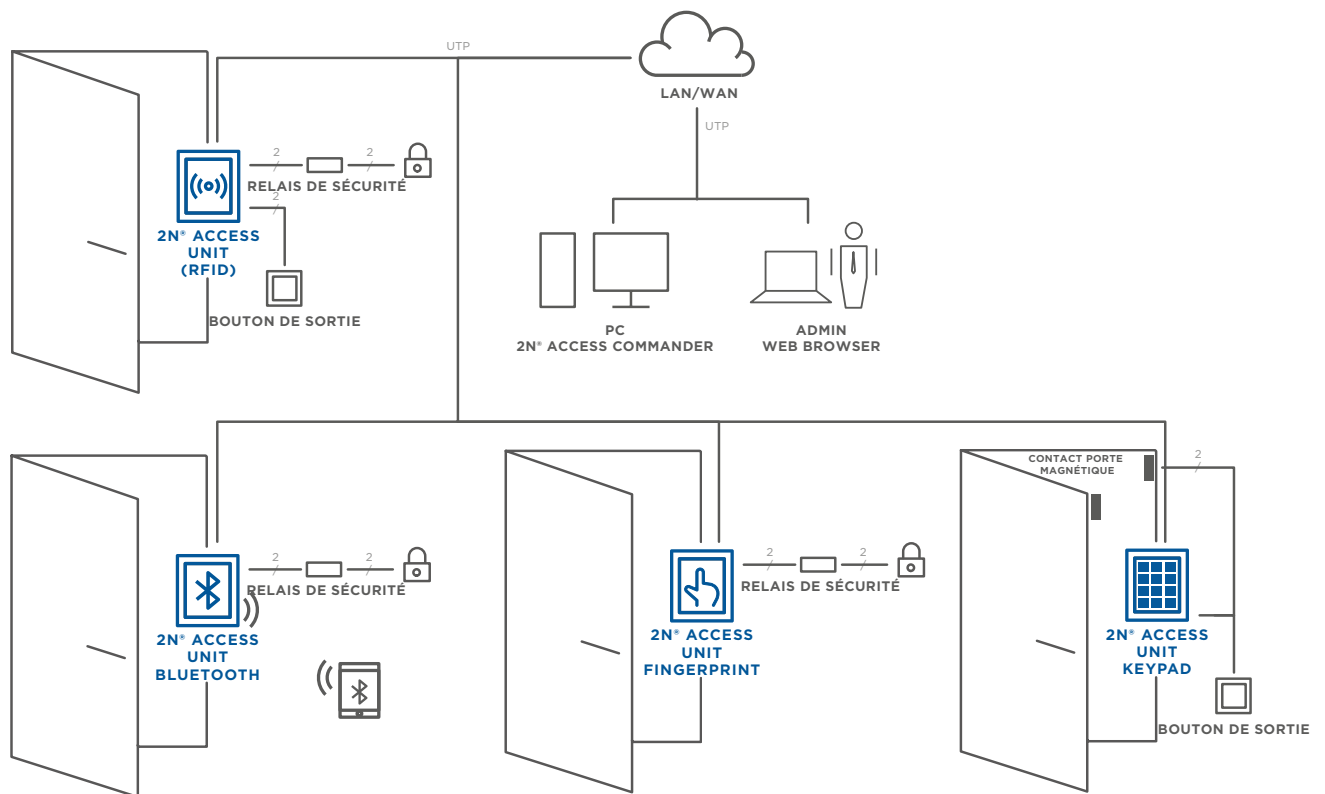 UTP
LAN/WAN
UTP
2
2
RELAIS DE SÉCURITÉ
2
2N® ACCESS
UNIT
(RFID)
BOUTON DE SORTIE
PC
2N® ACCESS COMMANDER
ADMIN
WEB BROWSER
CONTACT PORTE
MAGNÉTIQUE
2
2
2
RELAIS DE SÉCURITÉ
2N® ACCESS
UNIT
BLUETOOTH
2
2
RELAIS DE SÉCURITÉ
2N® ACCESS
UNIT
FINGERPRINT
2N® ACCESS
UNIT
KEYPAD
BOUTON DE SORTIE